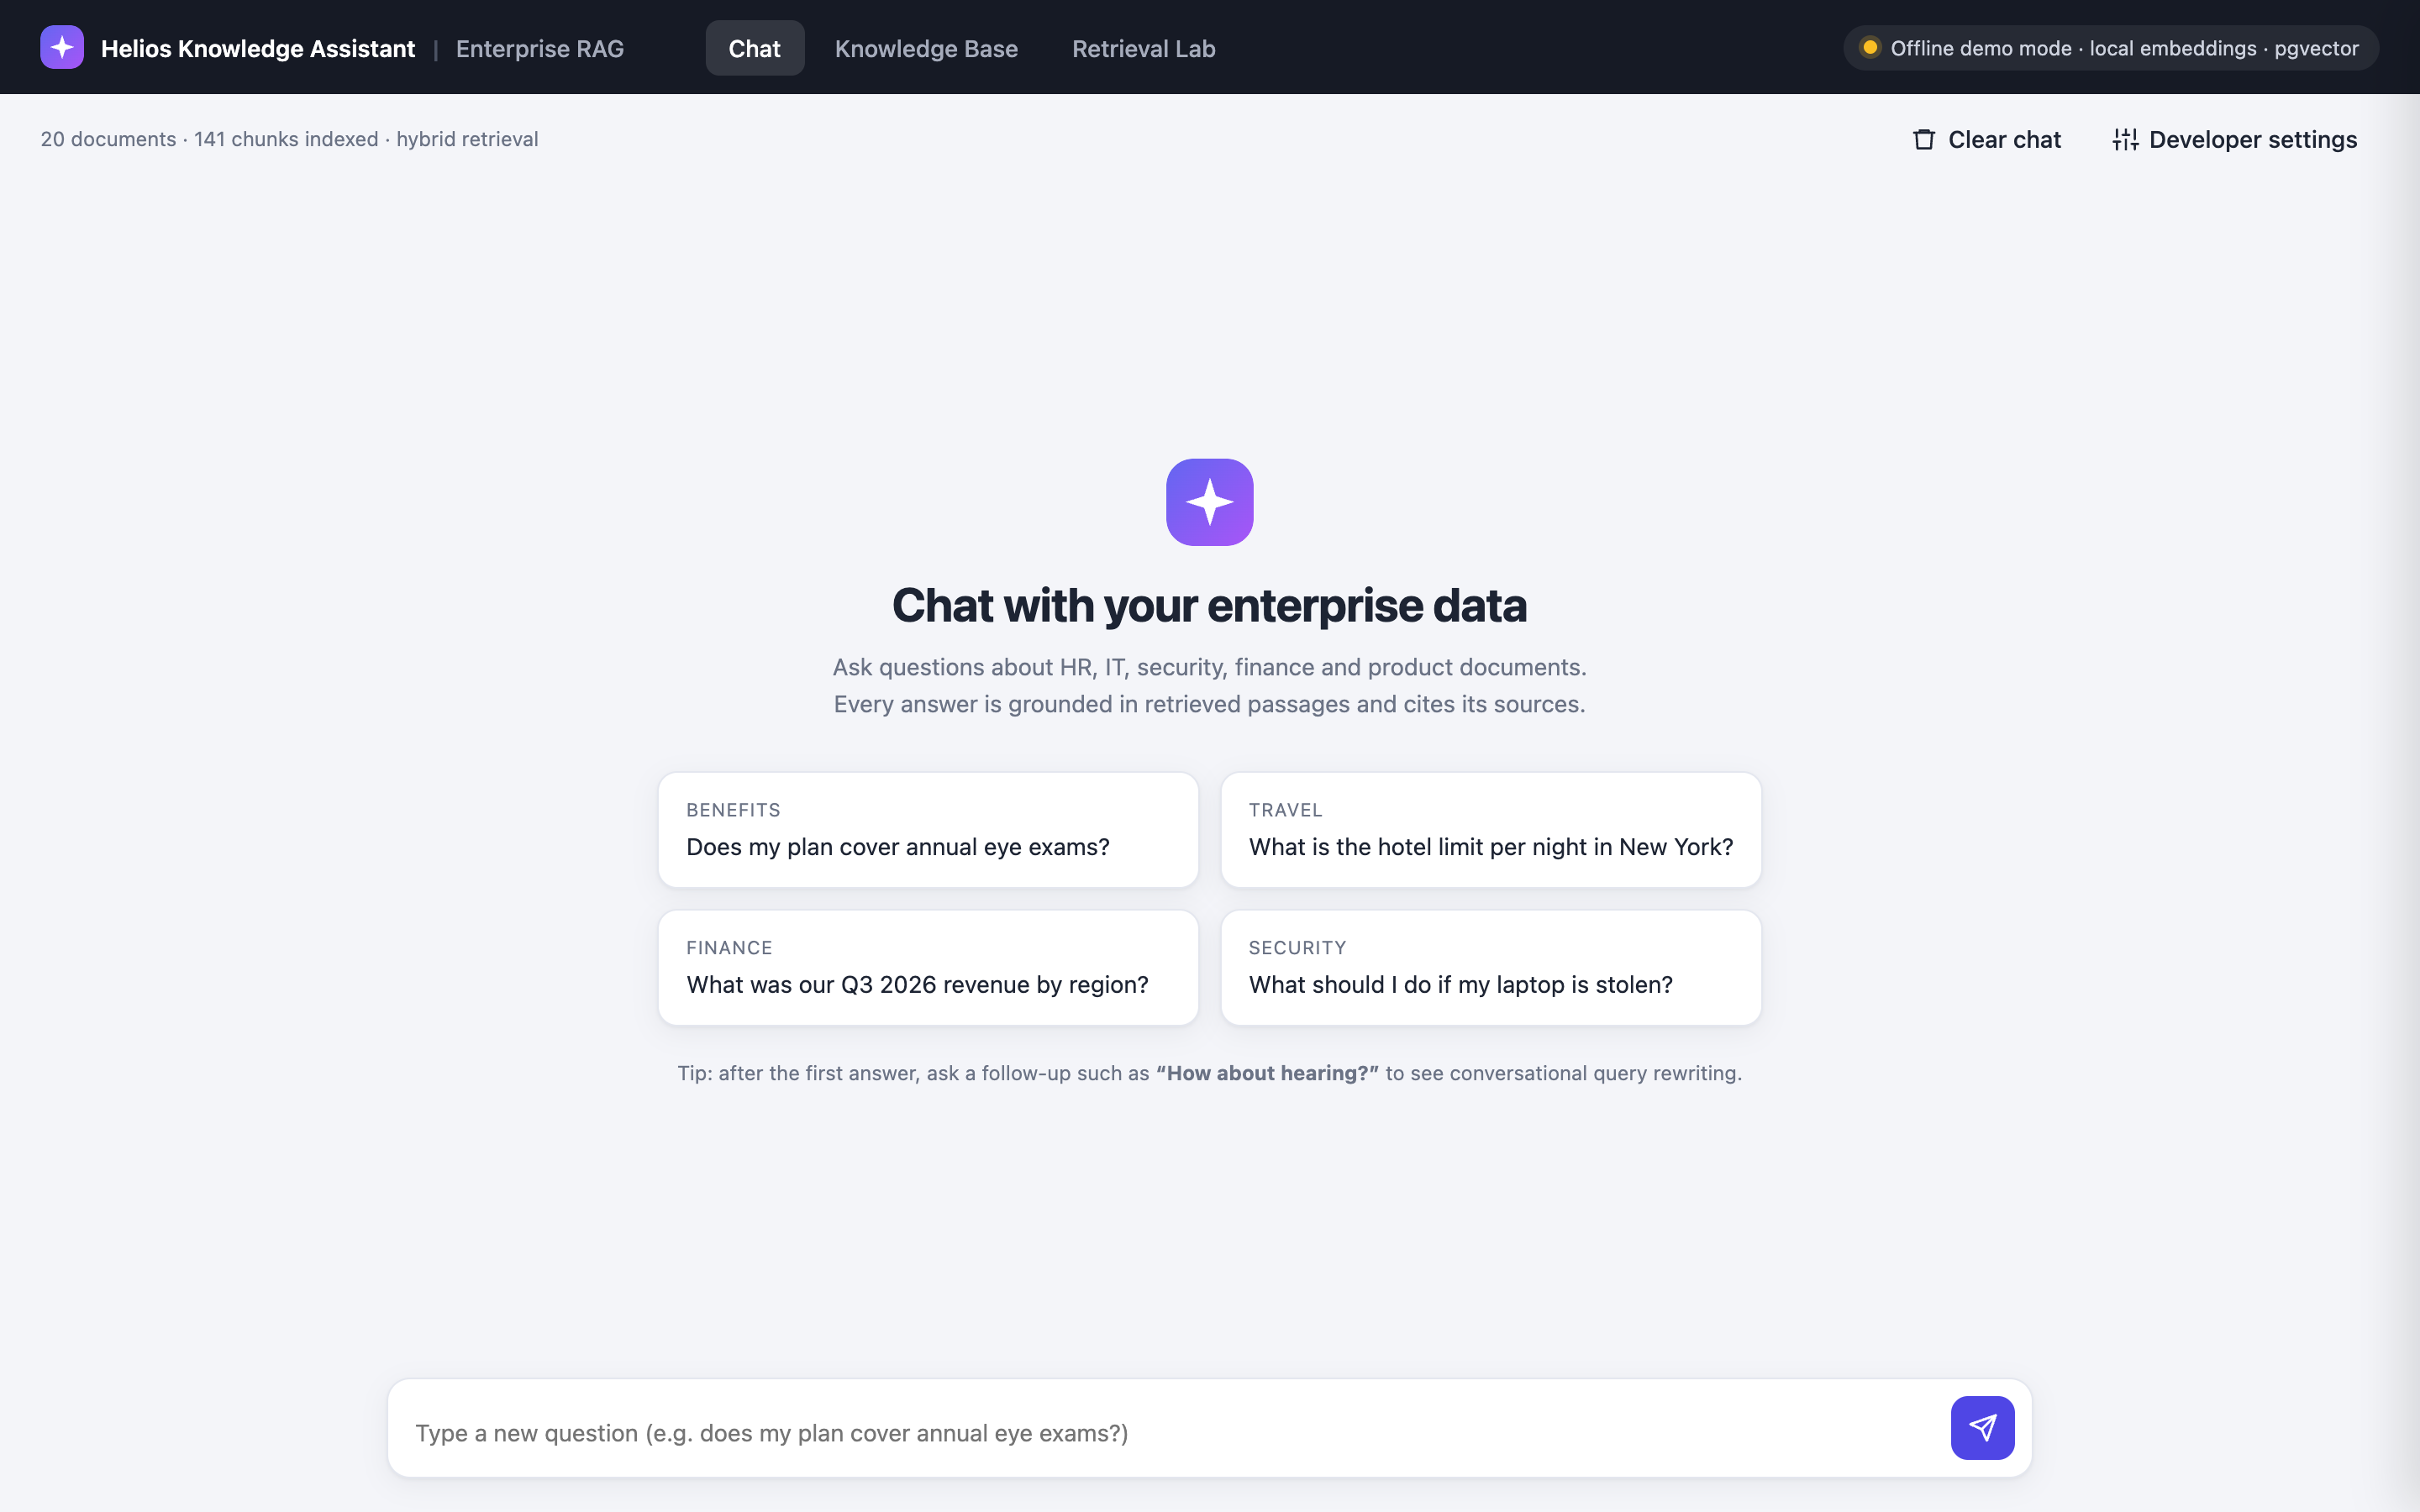 Helios Knowledge Assistant | Enterprise RAG
Chat
Knowledge Base
Retrieval Lab
Offline demo mode · local embeddings · pgvector
20 documents · 141 chunks indexed · hybrid retrieval
Clear chat
Developer settings
Chat with your enterprise data
Ask questions about HR, IT, security, finance and product documents.
Every answer is grounded in retrieved passages and cites its sources.
BENEFITS
Does my plan cover annual eye exams?
TRAVEL
What is the hotel limit per night in New York?
FINANCE
What was our Q3 2026 revenue by region?
SECURITY
What should I do if my laptop is stolen?
Tip: after the first answer, ask a follow-up such as “How about hearing?” to see conversational query rewriting.
Type a new question (e.g. does my plan cover annual eye exams?)